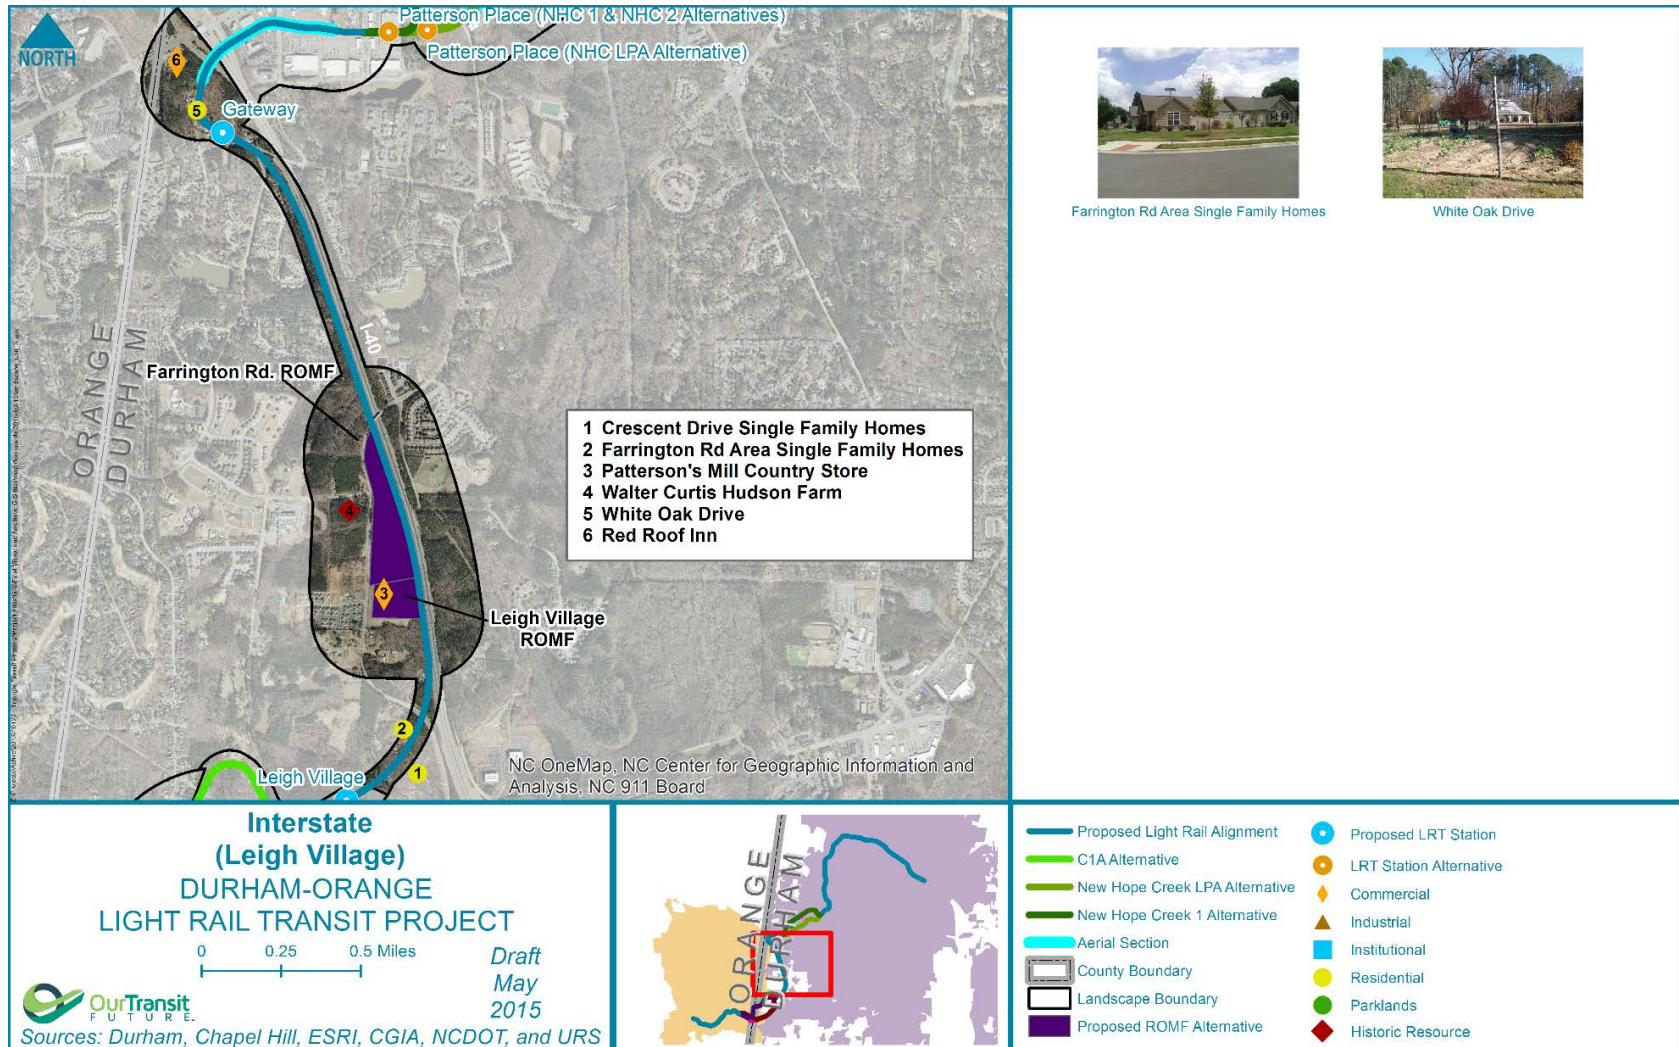 NORTH
Patterson Place (NHC 1 & NHC 2 Alternatives)
Patterson Place (NHC LPA Alternative)
6
5
Gateway
I-40
ORANGE
DURHAM
Farrington Rd. ROMF
4
3
Leigh Village
ROMF
2
1
Leigh Village
1 Crescent Drive Single Family Homes
2 Farrington Rd Area Single Family Homes
3 Patterson's Mill Country Store
4 Walter Curtis Hudson Farm
5 White Oak Drive
6 Red Roof Inn
NC OneMap, NC Center for Geographic Information and
Analysis, NC 911 Board
Farrington Rd Area Single Family Homes
White Oak Drive
Interstate
(Leigh Village)
DURHAM-ORANGE
LIGHT RAIL TRANSIT PROJECT
0 0.25 0.5 Miles
Draft
May
2015
OurTransit
FUTURE
Sources: Durham, Chapel Hill, ESRI, CGIA, NCDOT, and URS
ORANGE
DURHAM
Proposed Light Rail Alignment
C1A Alternative
New Hope Creek LPA Alternative
New Hope Creek 1 Alternative
Aerial Section
County Boundary
Landscape Boundary
Proposed ROMF Alternative
Proposed LRT Station
LRT Station Alternative
Commercial
Industrial
Institutional
Residential
Parklands
Historic Resource